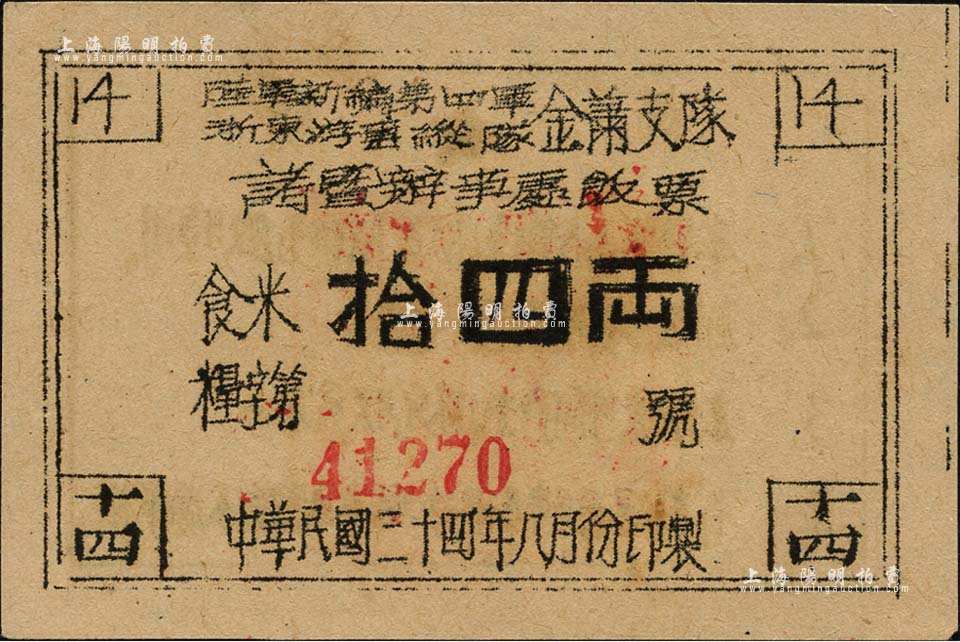 上海陽明拍賣
www.yangmingauction.com
14
14
陸軍新編第四軍
浙東游擊縱隊
金蕭支隊
諸暨辦事處飯票
食米
拾四両
上海陽明拍賣
www.yangmingauction.com
糧字第
號
41270
十四
十四
中華民國三十四年八月份印製
上海陽明拍賣
www.yangmingauction.com